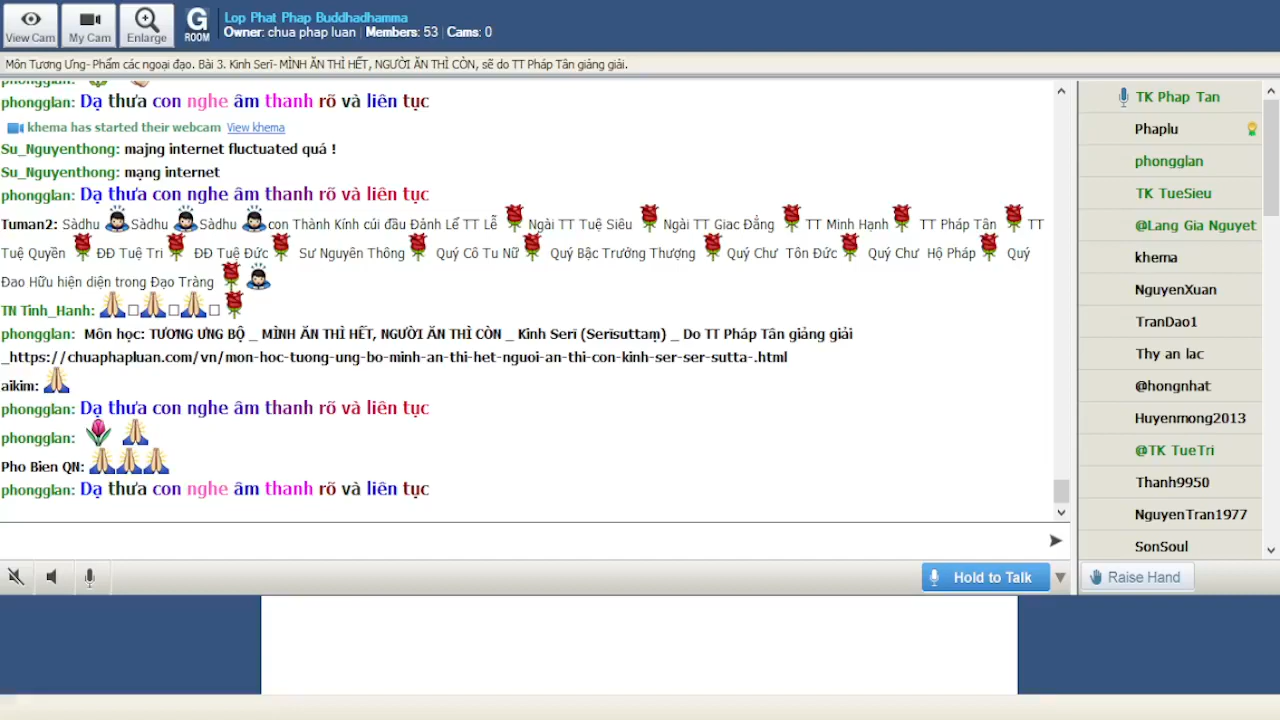 Lop Phat Phap Buddhadhamma
View Cam My Cam Enlarge G ROOM Owner: chua phap luan | Members: 53 | Cams: 0
Môn Tương Ưng- Phẩm các ngoại đạo. Bài 3. Kinh Serī- MÌNH ĂN THÌ HẾT, NGƯỜI ĂN THÌ CÒN, sẽ do TT Pháp Tân giảng giải.
phongglan:
phongglan: Dạ thưa con nghe âm thanh rõ và liên tục
khema has started their webcam View khema
Su_Nguyenthong: majng internet fluctuated quá !
Su_Nguyenthong: mạng internet
phongglan: Dạ thưa con nghe âm thanh rõ và liên tục
Tuman2: Sàdhu Sàdhu Sàdhu con Thành Kính cúi đầu Đảnh Lể TT Lễ Ngài TT Tuệ Siêu Ngài TT Giac Đẳng TT Minh Hạnh TT Pháp Tân TT
Tuệ Quyền ĐĐ Tuệ Tri ĐĐ Tuệ Đức Sư Nguyên Thông Quý Cô Tu Nữ Quý Bậc Trưởng Thượng Quý Chư Tôn Đức Quý Chư Hộ Pháp Quý
Đao Hữu hiện diện trong Đạo Tràng
TN Tinh_Hanh:
phongglan: Môn học: TƯƠNG ƯNG BỘ _ MÌNH ĂN THÌ HẾT, NGƯỜI ĂN THÌ CÒN _ Kinh Serī (Serīsuttaṃ) _ Do TT Pháp Tân giảng giải
_https://chuaphapluan.com/vn/mon-hoc-tuong-ung-bo-minh-an-thi-het-nguoi-an-thi-con-kinh-ser-ser-sutta-.html
aikim:
phongglan: Dạ thưa con nghe âm thanh rõ và liên tục
phongglan:
Pho Bien QN:
phongglan: Dạ thưa con nghe âm thanh rõ và liên tục
TK Phap Tan
Phaplu
phongglan
TK TueSieu
@Lang Gia Nguyet
khema
NguyenXuan
TranDao1
Thy an lac
@hongnhat
Huyenmong2013
@TK TueTri
Thanh9950
NguyenTran1977
SonSoul
Hold to Talk
Raise Hand